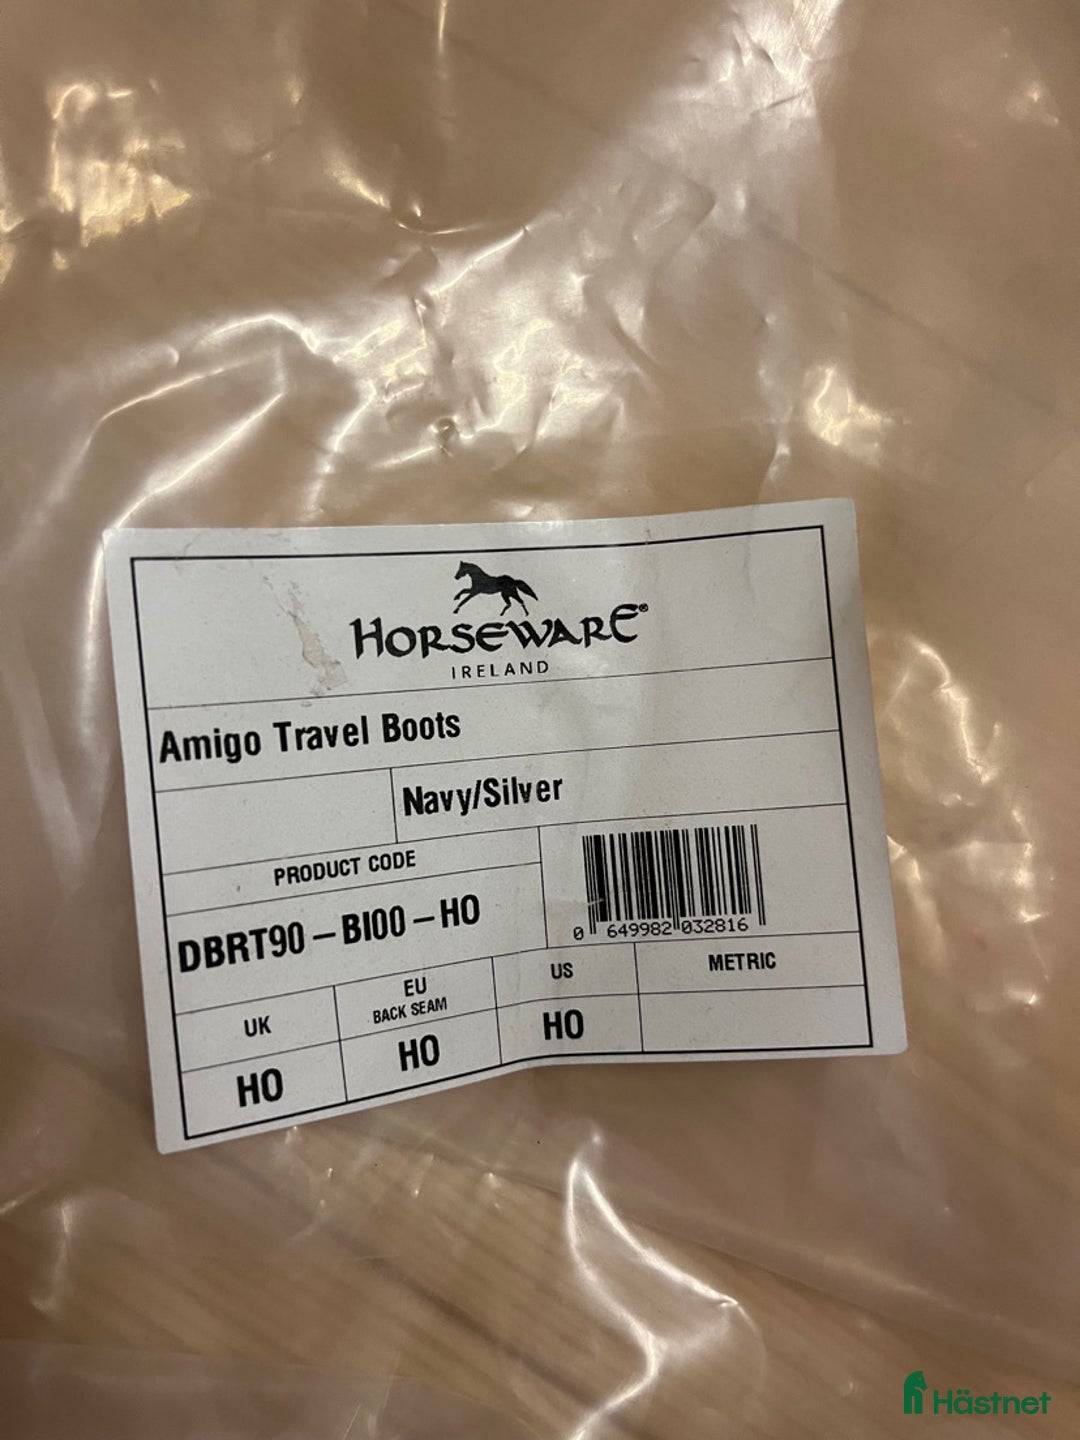 HORSEWARE®
IRELAND
Amigo Travel Boots
Navy/Silver
PRODUCT CODE
DBRT90-BI00-HO
0 649982 032816
UK
EU
BACK SEAM
US
METRIC
HO
HO
HO
Hästnet